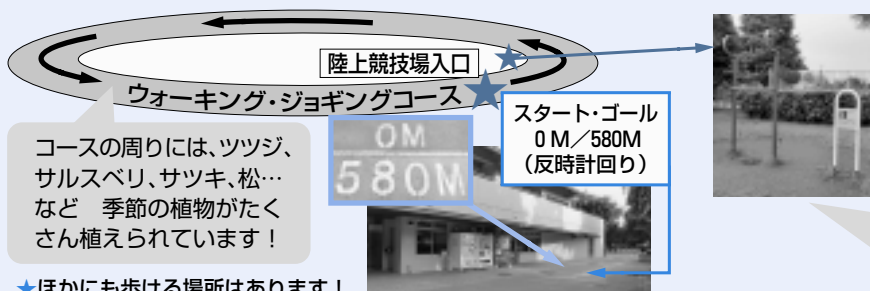 陸上競技場入口
ウォーキング・ジョギングコース
スタート・ゴール
0 M／580M
（反時計回り）
コースの周りには、ツツジ、
サルスベリ、サツキ、松…
など　季節の植物がたく
さん植えられています！
0M
580M
★ほかにも歩ける場所はあります！